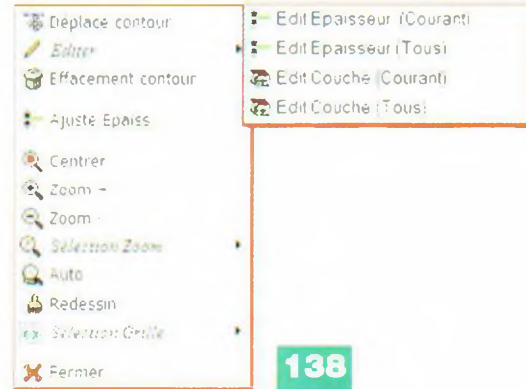 Déplace contour
Editer
Effacement contour
Ajuste Epaiss
Centrer
Zoom +
Zoom -
Sélection Zoom
Auto
Redessin
Sélection Grille
Fermer
Edit Epaisseur (Courant)
Edit Epaisseur (Tous)
Edit Couche (Courant)
Edit Couche (Tous)
138